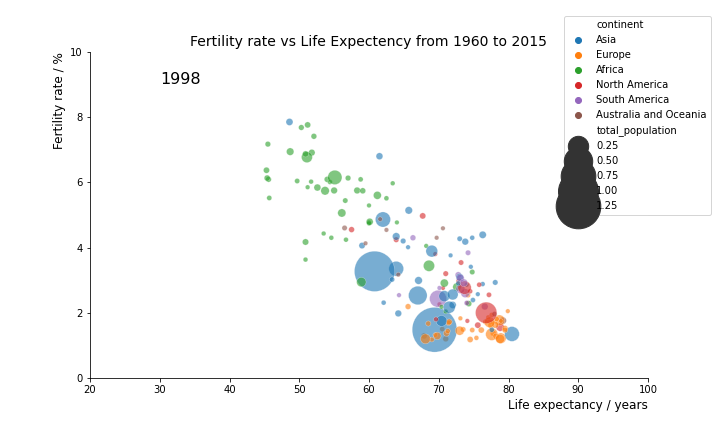 Fertility rate vs Life Expectency from 1960 to 2015
continent
Asia
Europe
Africa
North America
South America
Australia and Oceania
total_population
0.25
0.50
0.75
1.00
1.25
1998
Fertility rate / %
10
8
6
4
2
0
20
30
40
50
60
70
80
90
100
Life expectancy / years